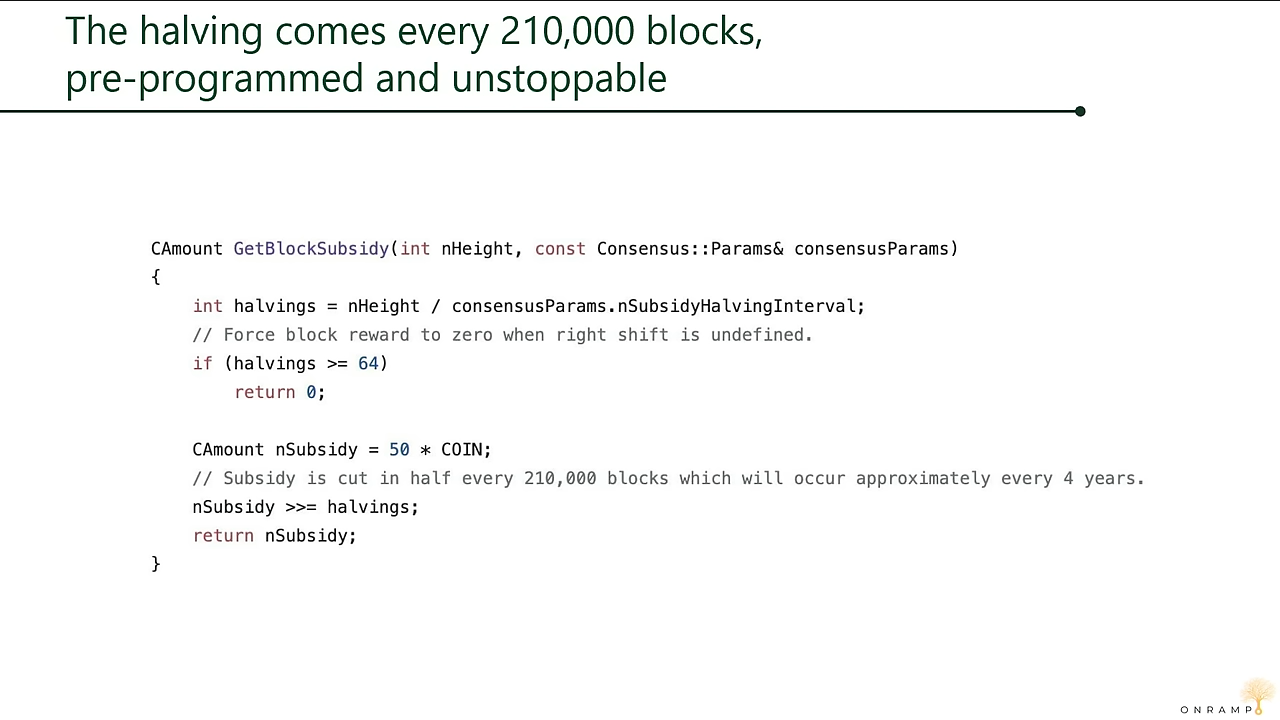 The halving comes every 210,000 blocks,
pre-programmed and unstoppable
CAmount GetBlockSubsidy(int nHeight, const Consensus::Params& consensusParams)
{
    int halvings = nHeight / consensusParams.nSubsidyHalvingInterval;
    // Force block reward to zero when right shift is undefined.
    if (halvings >= 64)
        return 0;
    CAmount nSubsidy = 50 * COIN;
    // Subsidy is cut in half every 210,000 blocks which will occur approximately every 4 years.
    nSubsidy >>= halvings;
    return nSubsidy;
}
ONRAMP